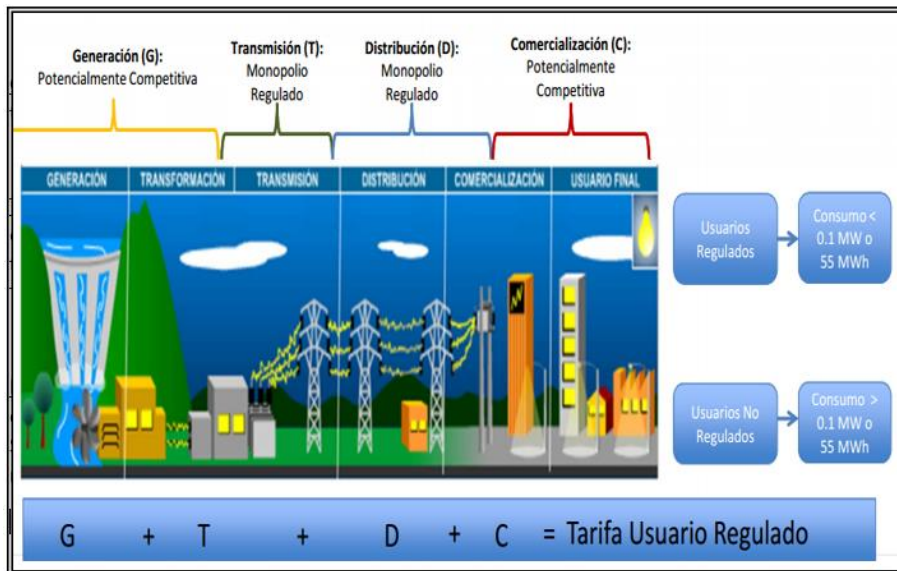 Generación (G):
Potencialmente Competitiva
Transmisión (T):
Monopolio
Regulado
Distribución (D):
Monopolio
Regulado
Comercialización (C):
Potencialmente
Competitiva
GENERACIÓN
TRANSFORMACIÓN
TRANSMISIÓN
DISTRIBUCIÓN
COMERCIALIZACIÓN
USUARIO FINAL
Usuarios
Regulados
Consumo <
0.1 MW o
55 MWh
Usuarios No
Regulados
Consumo >
0.1 MW o
55 MWh
G + T + D + C = Tarifa Usuario Regulado